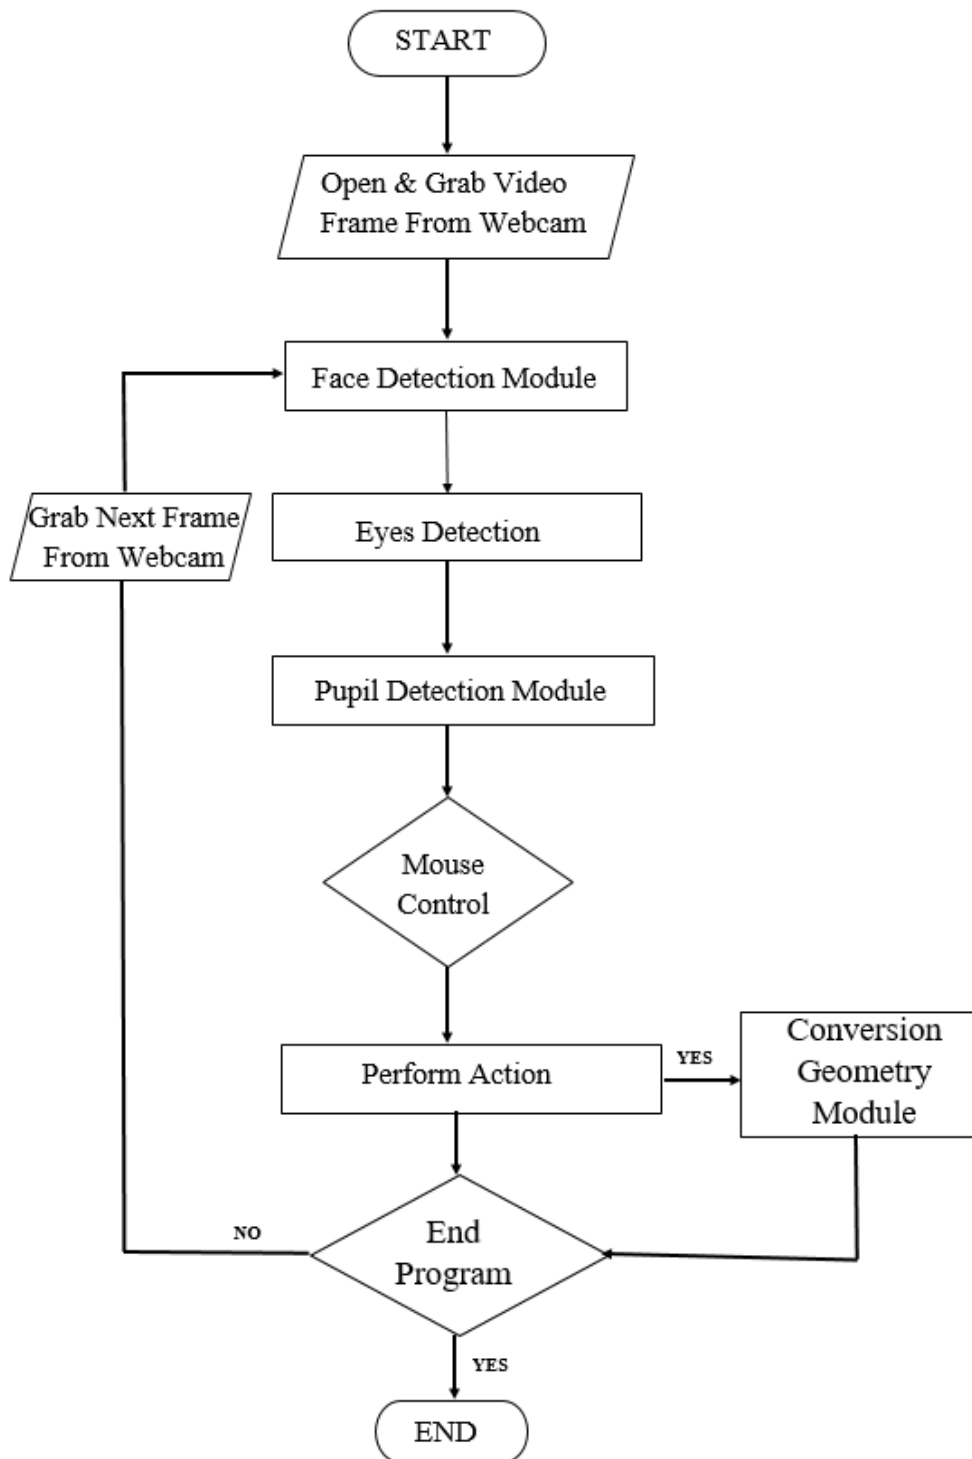 START
Open & Grab Video
Frame From Webcam
Face Detection Module
Grab Next Frame
From Webcam
Eyes Detection
Pupil Detection Module
Mouse
Control
Perform Action
YES
Conversion
Geometry
Module
End
Program
NO
YES
END